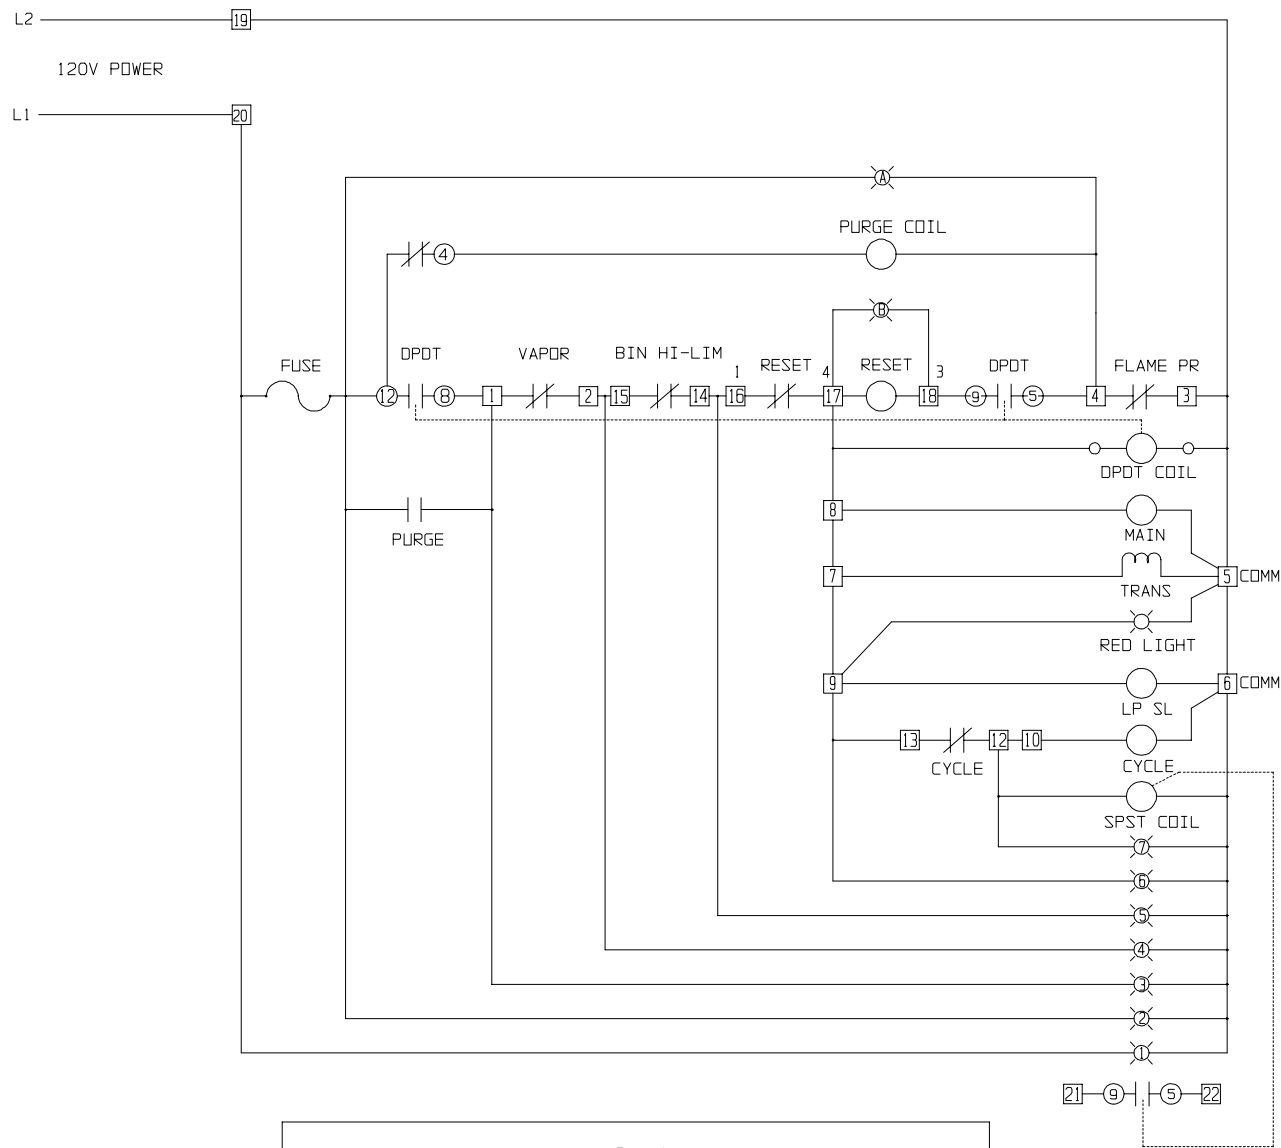 L2 19
120V POWER
L1 20
A
PURGE COIL
4
B
FUSE
DPDT
VAPOR
BIN HI-LIM
1
RESET
4
RESET
3
DPDT
FLAME PR
12 8 1 2 15 14 16 17 18 9 5 4 3
DPDT COIL
PURGE
8
MAIN
7
5 COMM
TRANS
RED LIGHT
9
6 COMM
LP SL
13 12 10
CYCLE
CYCLE
SPST COIL
7
6
5
4
3
2
1
21 9 5 22